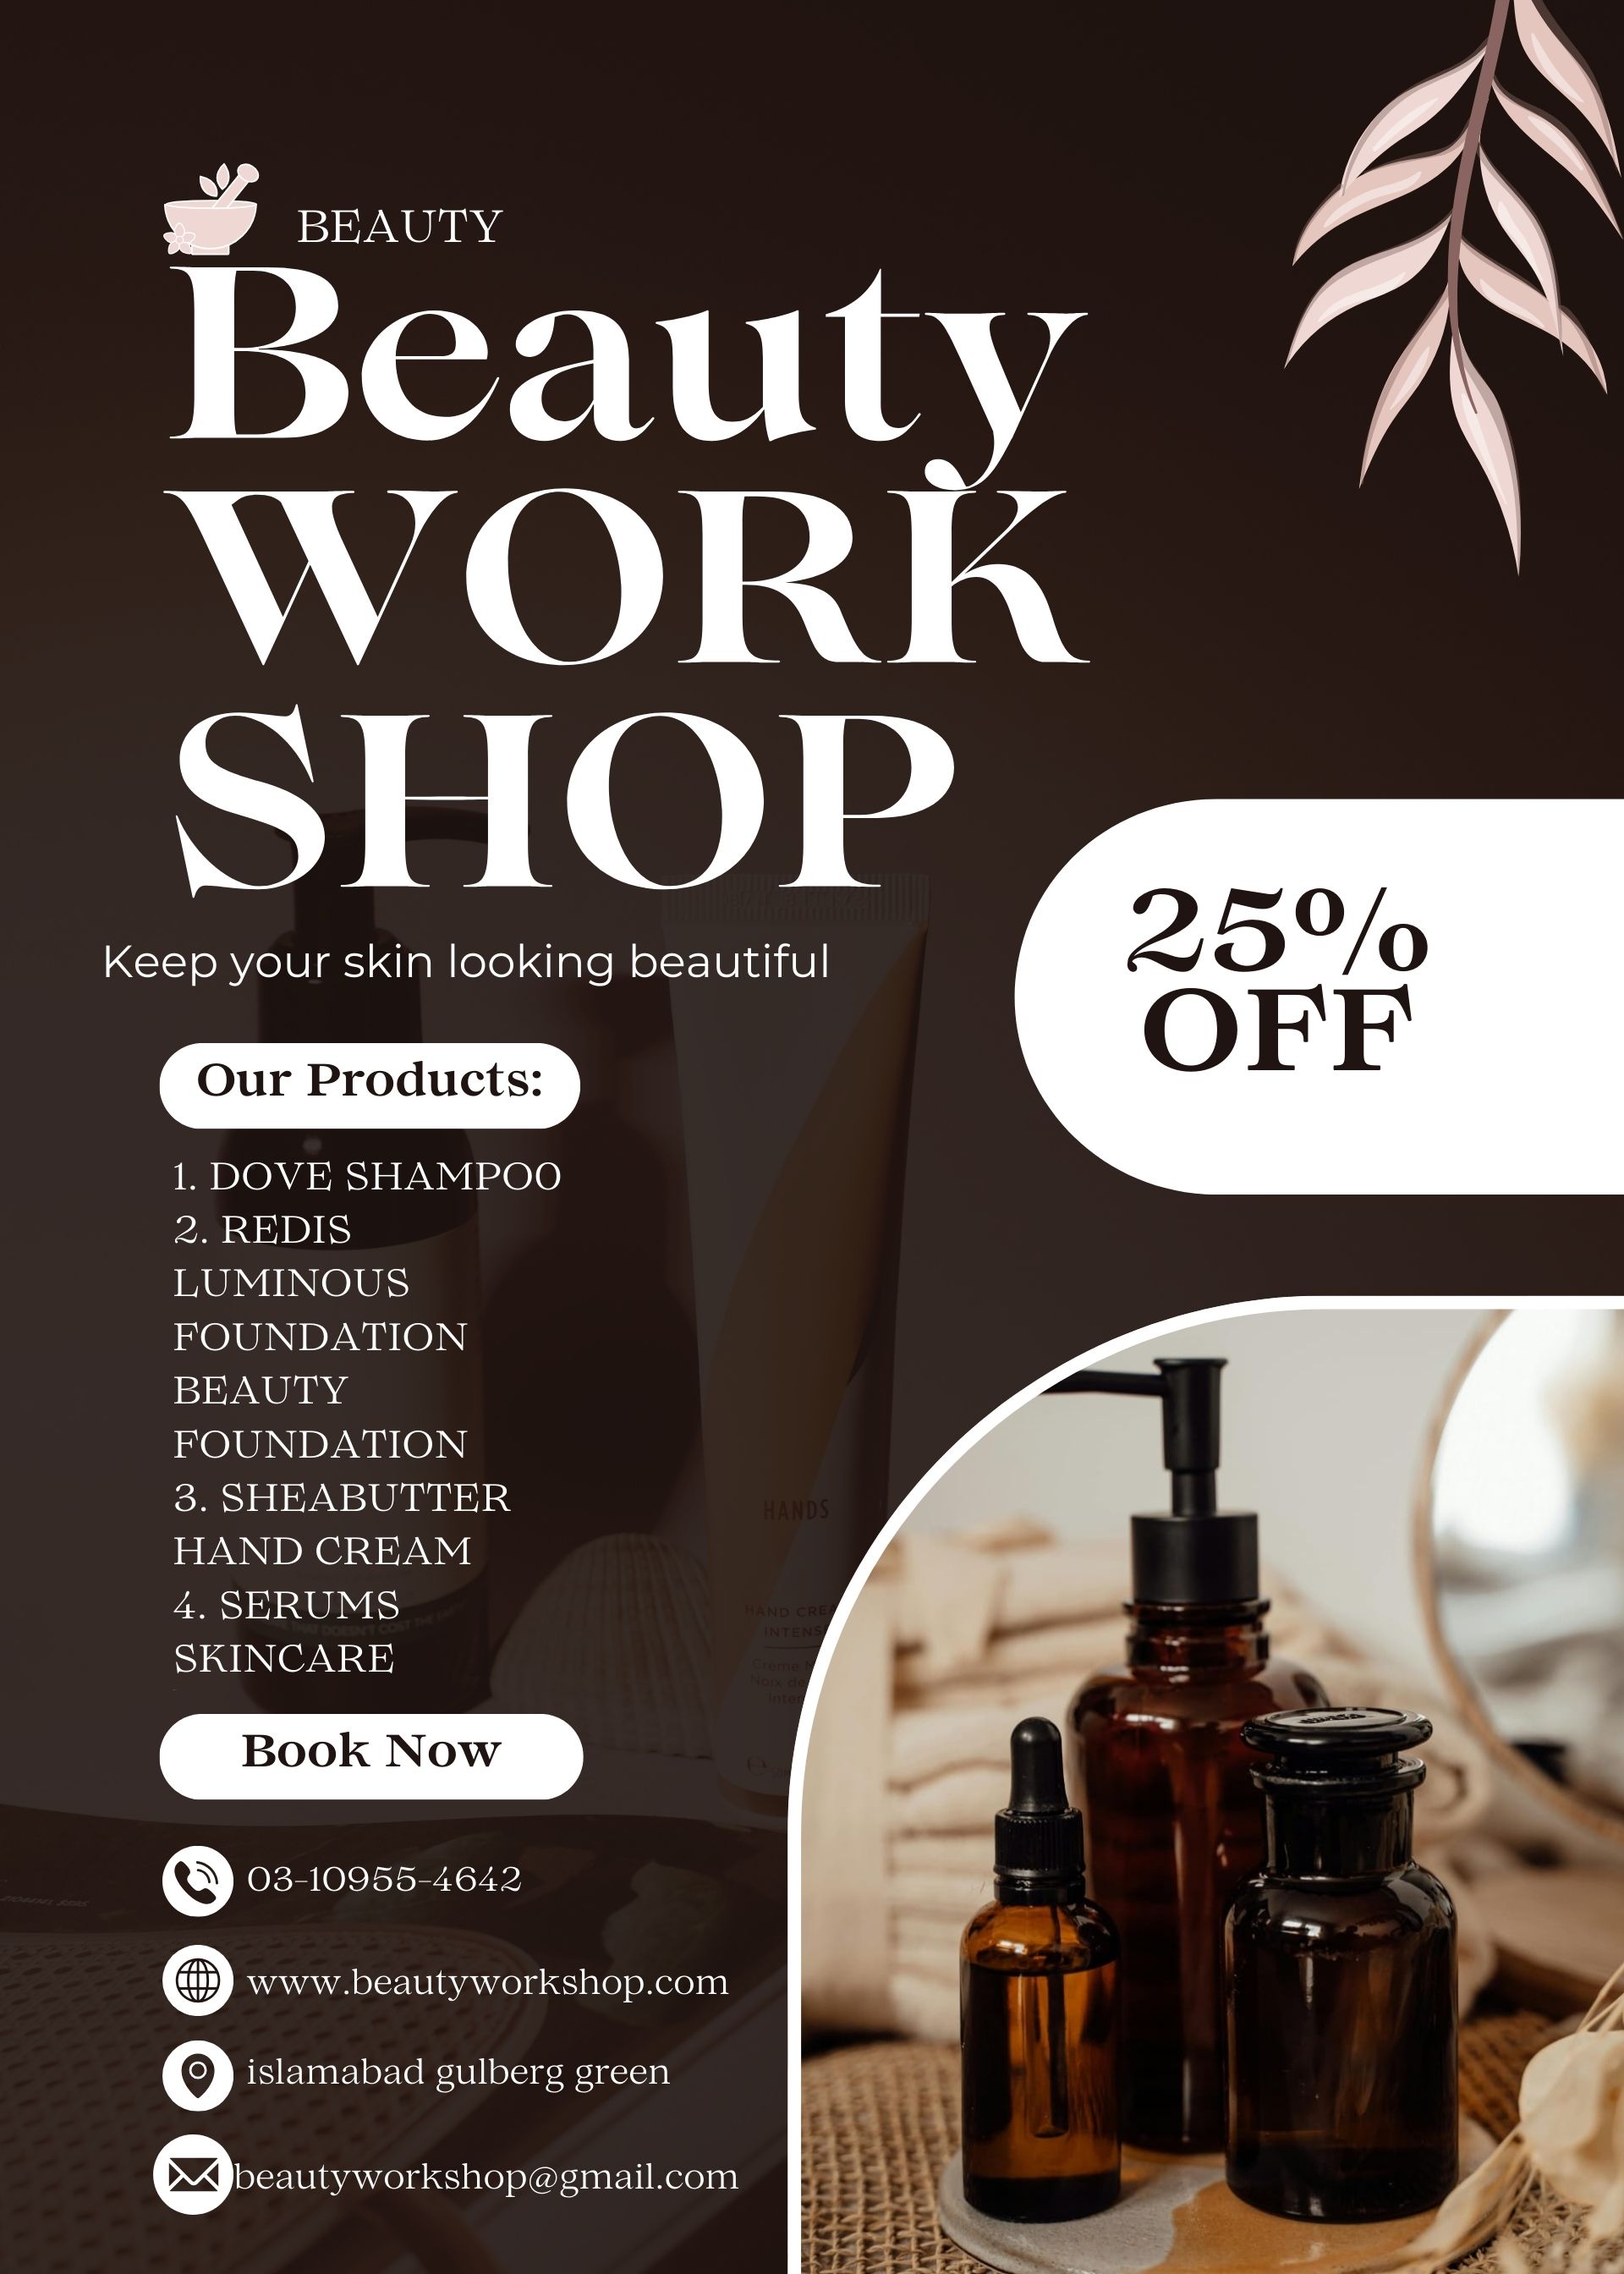 BEAUTY
Beauty
WORK
SHOP
Keep your skin looking beautiful
25%
OFF
Our Products:
1. DOVE SHAMPOO
2. REDIS
LUMINOUS
FOUNDATION
BEAUTY
FOUNDATION
3. SHEABUTTER
HAND CREAM
4. SERUMS
SKINCARE
HANDS
Book Now
03-10955-4642
www.beautyworkshop.com
islamabad gulberg green
beautyworkshop@gmail.com